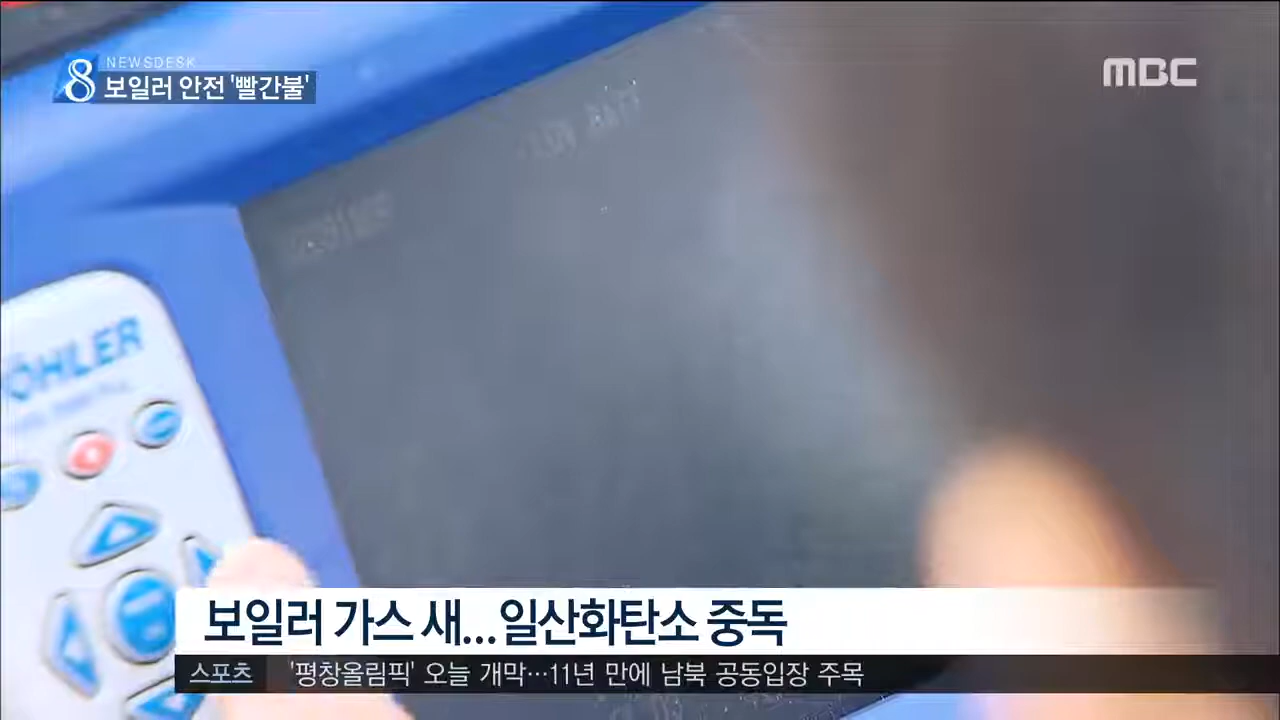 NEWSDESK
8 보일러 안전 '빨간불'
MBC
보일러 가스 새...일산화탄소 중독
스포츠 '평창올림픽' 오늘 개막…11년 만에 남북 공동입장 주목